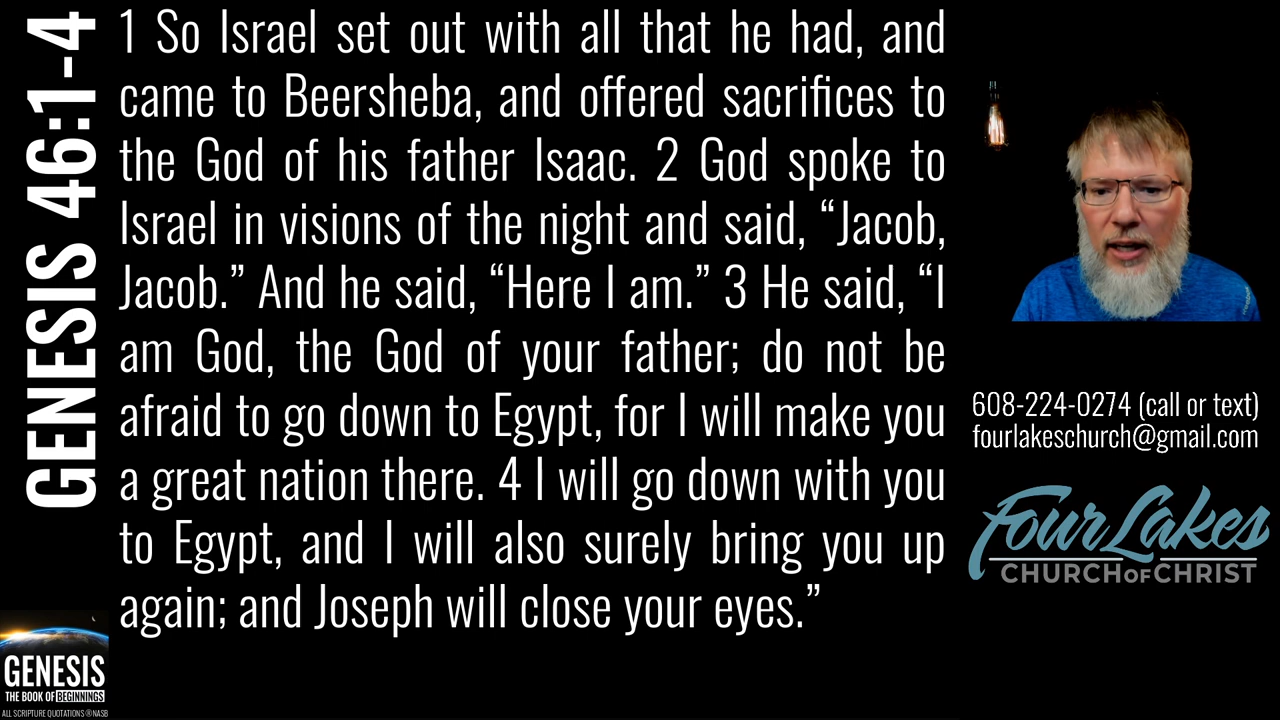 GENESIS 46:1-4
1 So Israel set out with all that he had, and
came to Beersheba, and offered sacrifices to
the God of his father Isaac. 2 God spoke to
Israel in visions of the night and said, “Jacob,
Jacob.” And he said, “Here I am.” 3 He said, “I
am God, the God of your father; do not be
afraid to go down to Egypt, for I will make you
a great nation there. 4 I will go down with you
to Egypt, and I will also surely bring you up
again; and Joseph will close your eyes.”
608-224-0274 (call or text)
fourlakeschurch@gmail.com
Four Lakes
CHURCH OF CHRIST
GENESIS
THE BOOK OF BEGINNINGS
ALL SCRIPTURE QUOTATIONS ® NASB